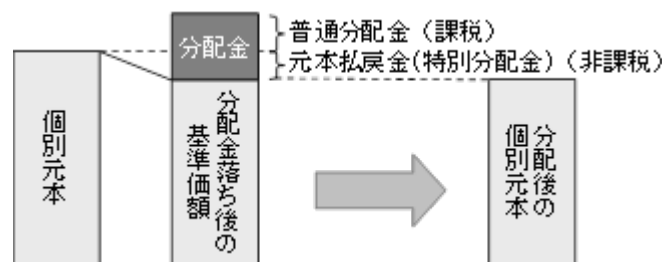 分配金
普通分配金（課税）
元本払戻金(特別分配金)（非課税）
個別元本
分配金落ち後の
基準価額
分配後の
個別元本